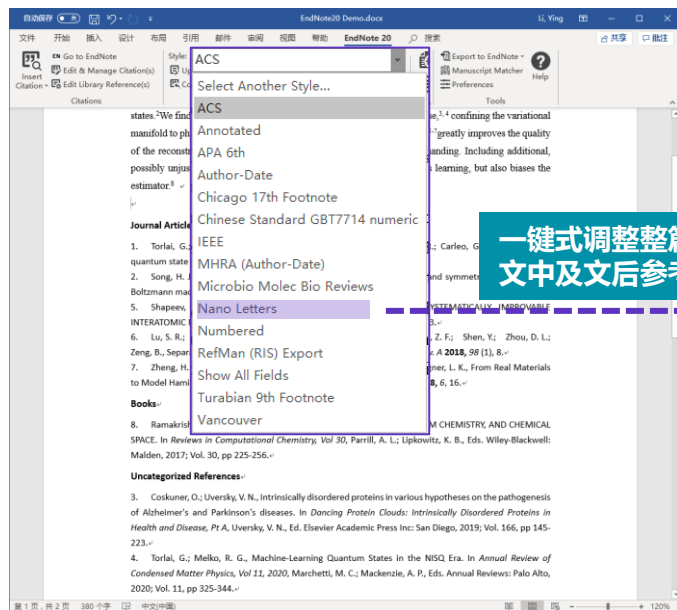 自动保存 EndNote20 Demo.docx Li, Ying
文件 开始 插入 设计 布局 引用 邮件 审阅 视图 帮助 EndNote 20 搜索 共享 批注
Go to EndNote Style: ACS Export to EndNote
Insert Citation Edit & Manage Citation(s) Manuscript Matcher Help
Edit Library Reference(s) Preferences
Citations Tools
Select Another Style...
ACS
Annotated
APA 6th
Author-Date
Chicago 17th Footnote
Chinese Standard GBT7714 numeric
IEEE
MHRA (Author-Date)
Microbio Molec Bio Reviews
Nano Letters
Numbered
RefMan (RIS) Export
Show All Fields
Turabian 9th Footnote
Vancouver
一键式调整整篇
文中及文后参考
states.2 We find e,3, 4 confining the variational
manifold to ph greatly improves the quality
of the reconst anding. Including additional,
possibly unjus learning, but also biases the
estimator.8
Journal Article
1. Torlai, G.; Carleo, G.
quantum state
2. Song, H. J and symmet
Boltzmann mac
5. Shapeev, YSTEMATICALLY IMPROVABLE
INTERATOMIC
6. Lu, S. R.; Z. F.; Shen, Y.; Zhou, D. L.;
Zeng, B., Separ A 2018, 98 (1), 8.
7. Zheng, H. ner, L. K., From Real Materials
to Model Hami 8, 6, 16.
Books
8. Ramakrish M CHEMISTRY, AND CHEMICAL
SPACE. In Reviews in Computational Chemistry, Vol 30, Parrill, A. L.; Lipkowitz, K. B., Eds. Wiley-Blackwell:
Malden, 2017; Vol. 30, pp 225-256.
Uncategorized References
3. Coskuner, O.; Uversky, V. N., Intrinsically disordered proteins in various hypotheses on the pathogenesis
of Alzheimer's and Parkinson's diseases. In Dancing Protein Clouds: Intrinsically Disordered Proteins in
Health and Disease, Pt A, Uversky, V. N., Ed. Elsevier Academic Press Inc: San Diego, 2019; Vol. 166, pp 145-
223.
4. Torlai, G.; Melko, R. G., Machine-Learning Quantum States in the NISQ Era. In Annual Review of
Condensed Matter Physics, Vol 11, 2020, Marchetti, M. C.; Mackenzie, A. P., Eds. Annual Reviews: Palo Alto,
2020; Vol. 11, pp 325-344.
第 1 页，共 2 页 380 个字 中文(中国) 120%